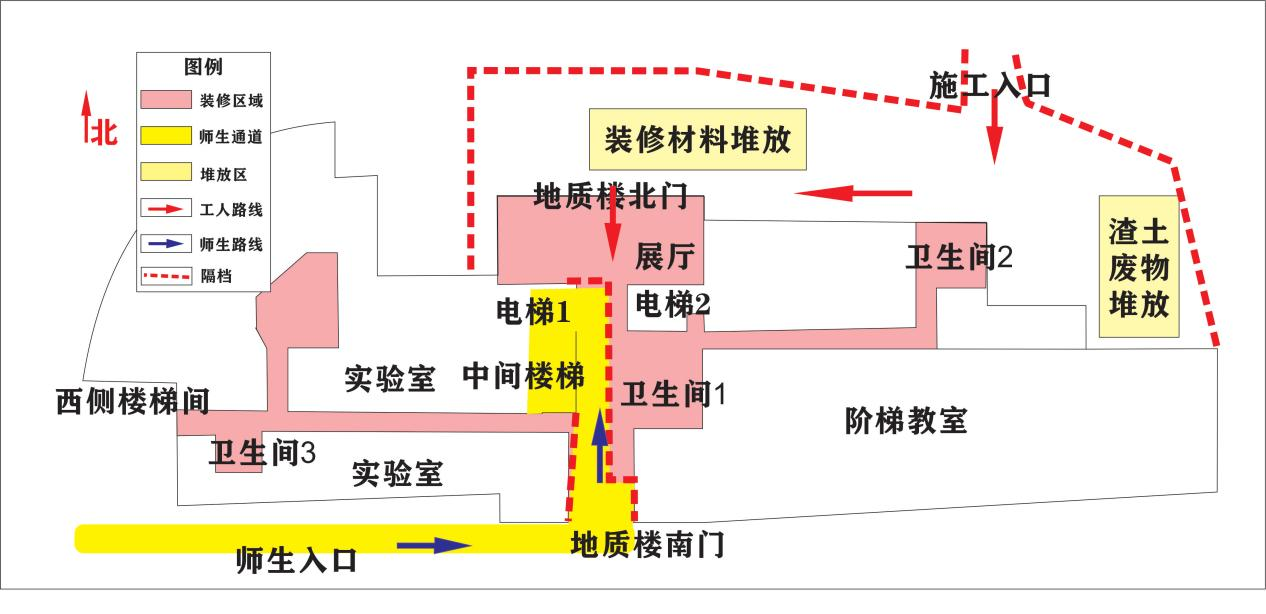 图例
装修区域
师生通道
堆放区
工人路线
师生路线
隔档
北
施工入口
装修材料堆放
地质楼北门
展厅
卫生间2
渣土
废物
堆放
电梯1
电梯2
实验室
中间楼梯
卫生间1
西侧楼梯间
阶梯教室
卫生间3
实验室
师生入口
地质楼南门